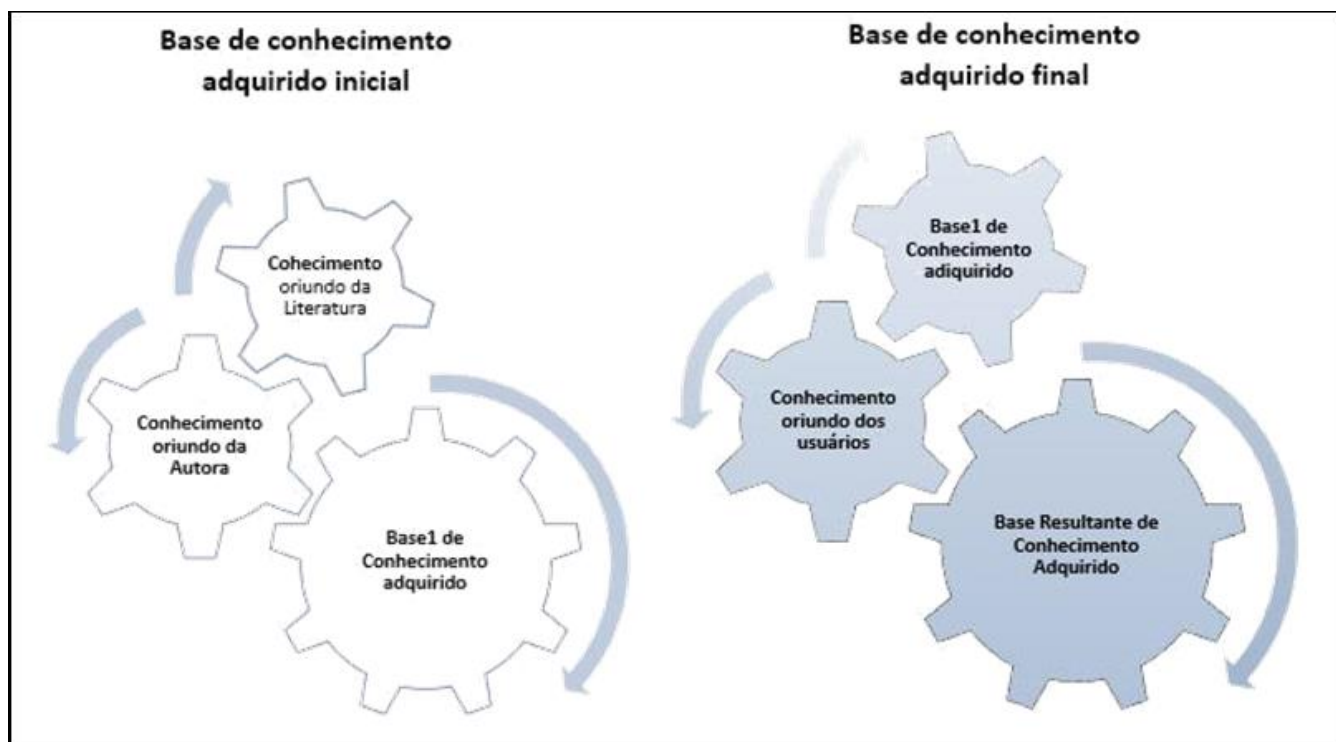 Base de conhecimento
adquirido inicial
Cohecimento
oriundo da
Literatura
Conhecimento
oriundo da
Autora
Base1 de
Conhecimento
adquirido
Base de conhecimento
adquirido final
Base1 de
Conhecimento
adiquirido
Conhecimento
oriundo dos
usuários
Base Resultante de
Conhecimento
Adquirido